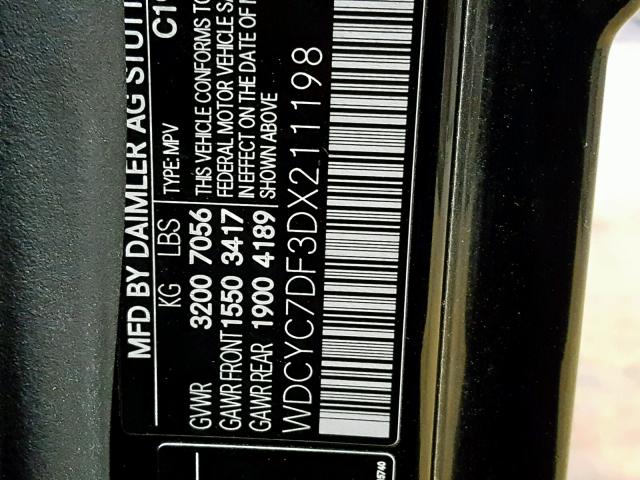 MFD BY DAIMLER AG STUTT
C19
KG LBS TYPE:MPV
GVWR 3200 7056 THIS VEHICLE CONFORMS TO
GAWR FRONT 1550 3417 FEDERAL MOTOR VEHICLE SA
GAWR REAR 1900 4189 IN EFFECT ON THE DATE OF M
SHOWN ABOVE
WDCYC7DF3DX211198